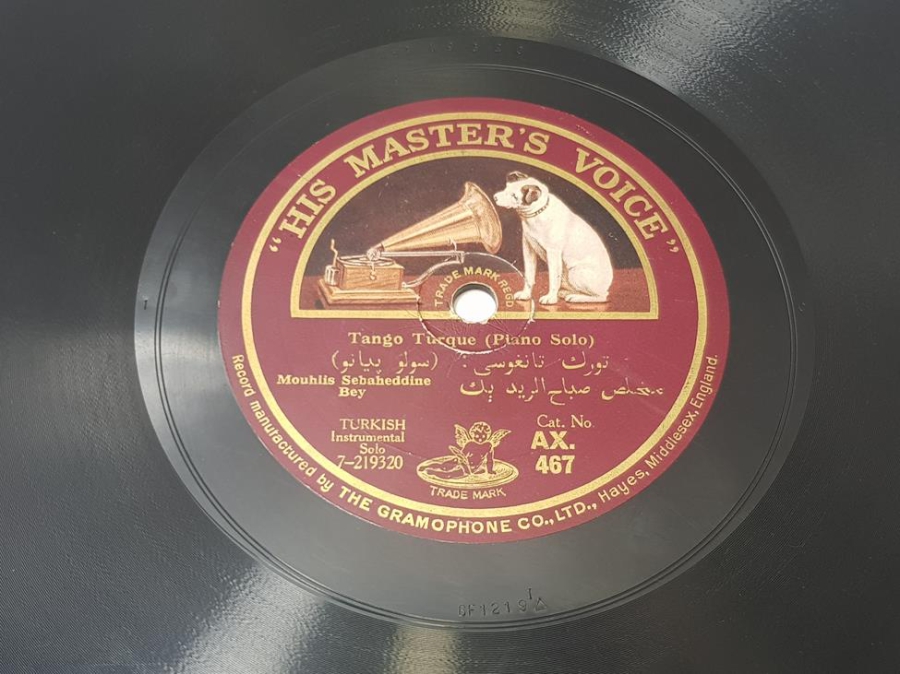 "HIS MASTER'S VOICE"
TRADE MARK REGD
Tango Turque (Piano Solo)
تورك تانغوسى : (سولو پيانو)
Mouhlis Sebaheddine
Bey
مخلص صباح الدين بك
TURKISH
Instrumental
Solo
7-219320
Cat. No.
AX.
467
TRADE MARK
Record manufactured by THE GRAMOPHONE CO., LTD., Hayes, Middlesex, England.